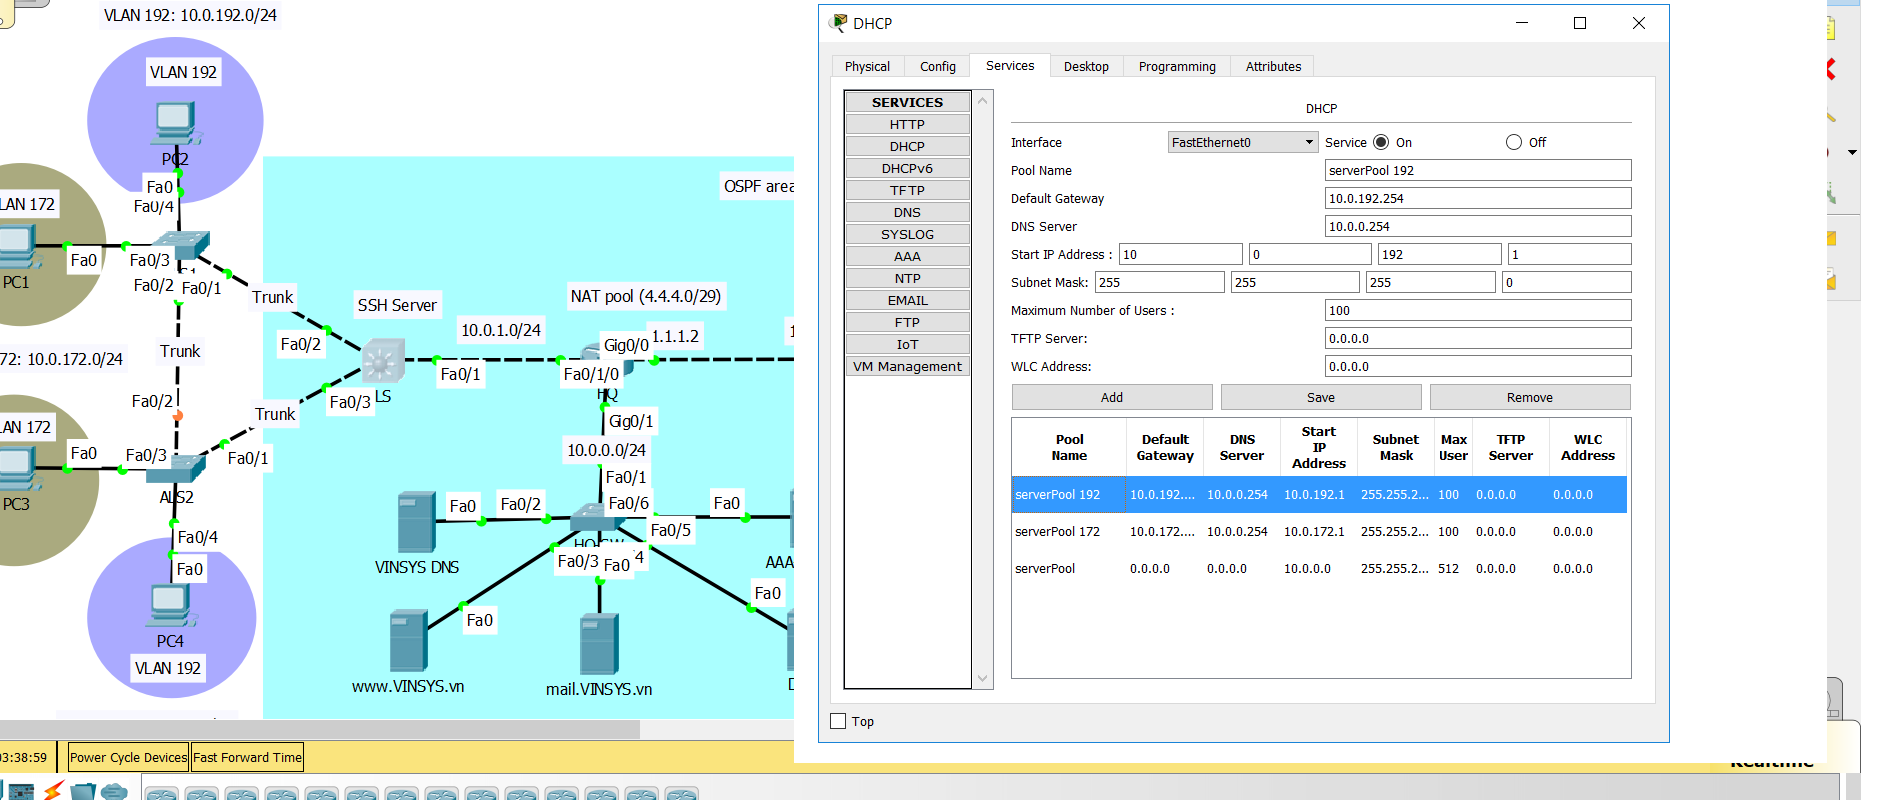 VLAN 192: 10.0.192.0/24
VLAN 192
PC2
Fa0
Fa0/4
LAN 172
Fa0
Fa0/3
PC1
Fa0/2
Fa0/1
Trunk
Fa0/2
Trunk
72: 10.0.172.0/24
Fa0/2
Trunk
Fa0/3
LAN 172
Fa0
Fa0/3
Fa0/1
ALS2
PC3
Fa0/4
Fa0
PC4
VLAN 192
OSPF area
SSH Server
NAT pool (4.4.4.0/29)
10.0.1.0/24
Gig0/0
1.1.1.2
1
Fa0/1
Fa0/1/0
LS
HQ
Gig0/1
10.0.0.0/24
Fa0/1
Fa0
Fa0/2
Fa0/6
Fa0
Fa0/5
VINSYS DNS
Fa0/3
Fa0
4
AAA
Fa0
Fa0
www.VINSYS.vn
mail.VINSYS.vn
D
3:38:59
Power Cycle Devices
Fast Forward Time
Realtime
DHCP
Physical
Config
Services
Desktop
Programming
Attributes
SERVICES
HTTP
DHCP
DHCPv6
TFTP
DNS
SYSLOG
AAA
NTP
EMAIL
FTP
IoT
VM Management
DHCP
Interface FastEthernet0 Service On Off
Pool Name serverPool 192
Default Gateway 10.0.192.254
DNS Server 10.0.0.254
Start IP Address : 10 0 192 1
Subnet Mask: 255 255 255 0
Maximum Number of Users : 100
TFTP Server: 0.0.0.0
WLC Address: 0.0.0.0
Add Save Remove
Pool Name Default Gateway DNS Server Start IP Address Subnet Mask Max User TFTP Server WLC Address
serverPool 192 10.0.192.... 10.0.0.254 10.0.192.1 255.255.2... 100 0.0.0.0 0.0.0.0
serverPool 172 10.0.172.... 10.0.0.254 10.0.172.1 255.255.2... 100 0.0.0.0 0.0.0.0
serverPool 0.0.0.0 0.0.0.0 10.0.0.0 255.255.2... 512 0.0.0.0 0.0.0.0
Top